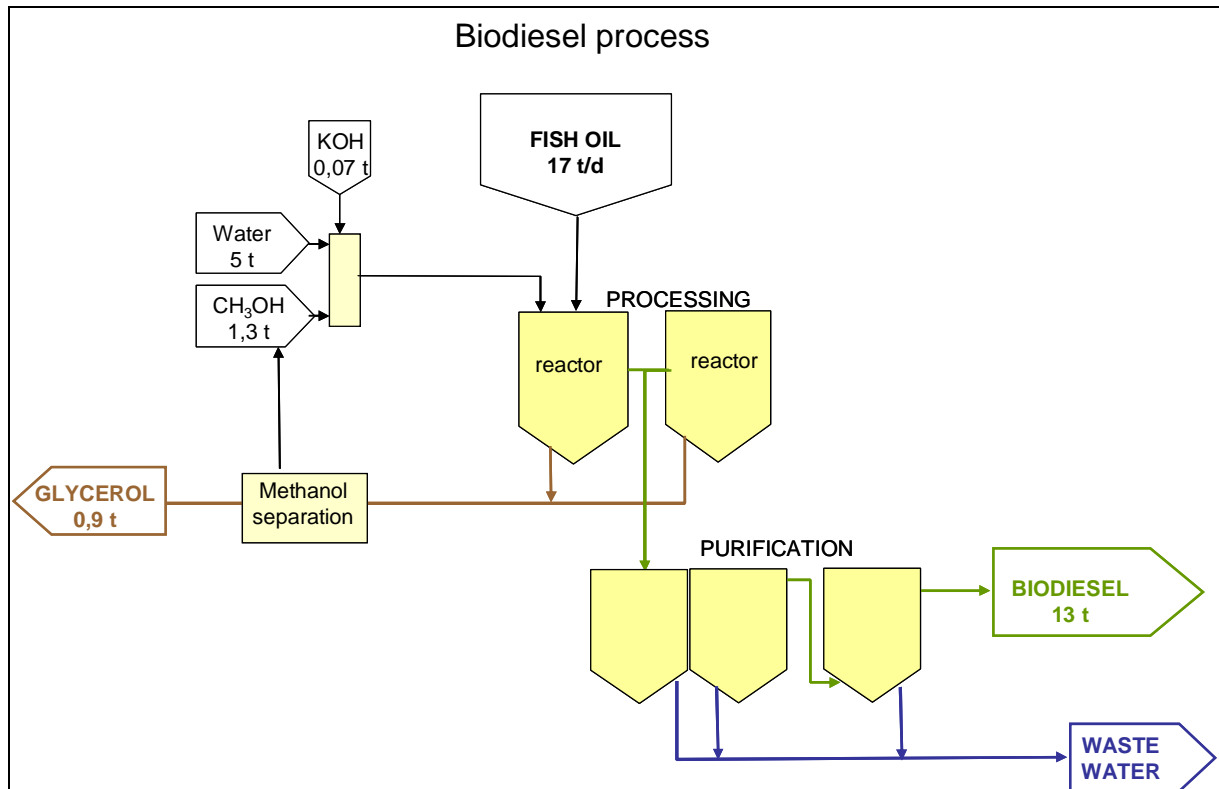 Biodiesel process
KOH
0,07 t
FISH OIL
17 t/d
Water
5 t
CH₃OH
1,3 t
PROCESSING
reactor
reactor
GLYCEROL
0,9 t
Methanol
separation
PURIFICATION
BIODIESEL
13 t
WASTE
WATER